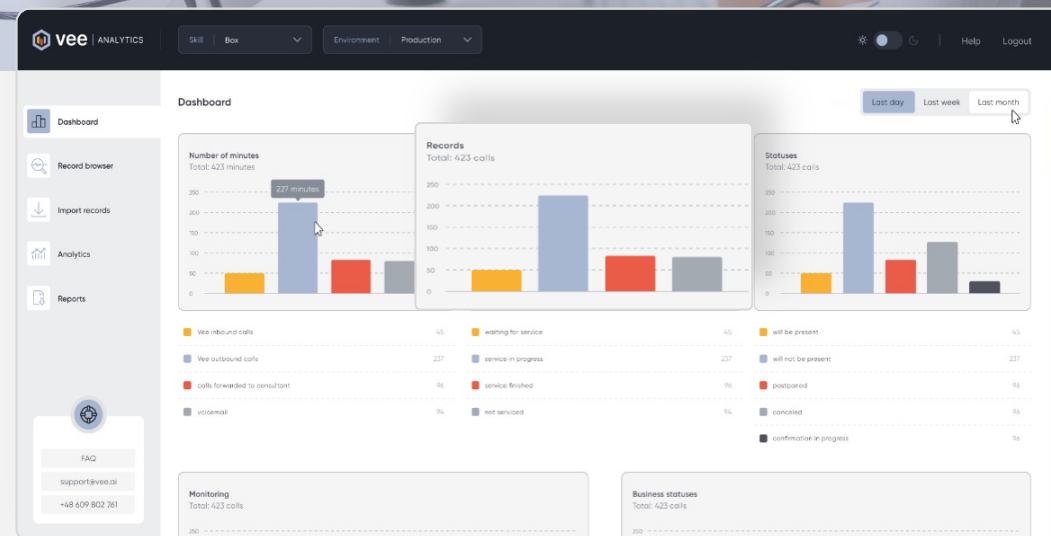 vee | ANALYTICS
Skill | Box
Environment | Production
Help
Logout
Dashboard
Record browser
Import records
Analytics
Reports
FAQ
support@vee.ai
+48 609 802 761
Dashboard
Last day
Last week
Last month
Number of minutes
Total: 423 minutes
250
200
150
100
50
0
227 minutes
Records
Total: 423 calls
250
200
150
100
50
0
Statuses
Total: 423 calls
250
200
150
100
50
0
Vee inbound calls 45
Vee outbound calls 237
calls forwarded to consultant 96
voicemail 94
waiting for service 45
service in progress 237
service finished 96
not serviced 94
will be present 45
will not be present 237
postponed 96
canceled 96
confirmation in progress 96
Monitoring
Total: 423 calls
250
Business statuses
Total: 423 calls
250